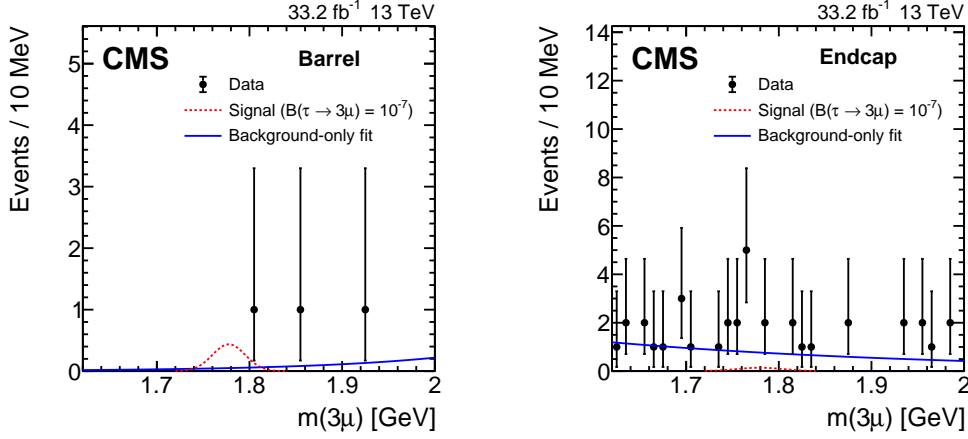 33.2 fb⁻¹ 13 TeV
CMS
Barrel
Data
Signal (B(τ → 3μ) = 10⁻⁷)
Background-only fit
Events / 10 MeV
5
4
3
2
1
0
1.7
1.8
1.9
2
m(3μ) [GeV]
33.2 fb⁻¹ 13 TeV
CMS
Endcap
Data
Signal (B(τ → 3μ) = 10⁻⁷)
Background-only fit
Events / 10 MeV
14
12
10
8
6
4
2
0
1.7
1.8
1.9
2
m(3μ) [GeV]